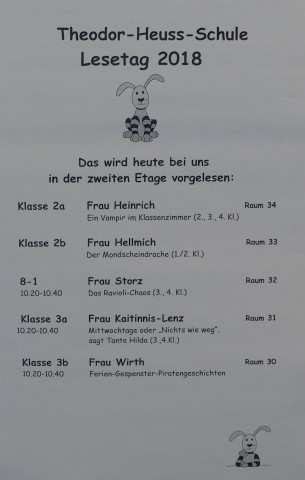 Theodor-Heuss-Schule
Lesetag 2018
Das wird heute bei uns
in der zweiten Etage vorgelesen:
Klasse 2a Frau Heinrich Raum 34
Ein Vampir im Klassenzimmer (2., 3., 4. Kl.)
Klasse 2b Frau Hellmich Raum 33
Der Mondscheindrache (1./2. Kl.)
8-1 Frau Storz Raum 32
10.20-10.40 Das Ravioli-Chaos (3., 4. Kl.)
Klasse 3a Frau Kaitinnis-Lenz Raum 31
10.20-10.40 Mittwochtage oder „Nichts wie weg",
sagt Tante Hilda (3.,4.Kl.)
Klasse 3b Frau Wirth Raum 30
10.20-10.40 Ferien-Gespenster-Piratengeschichten